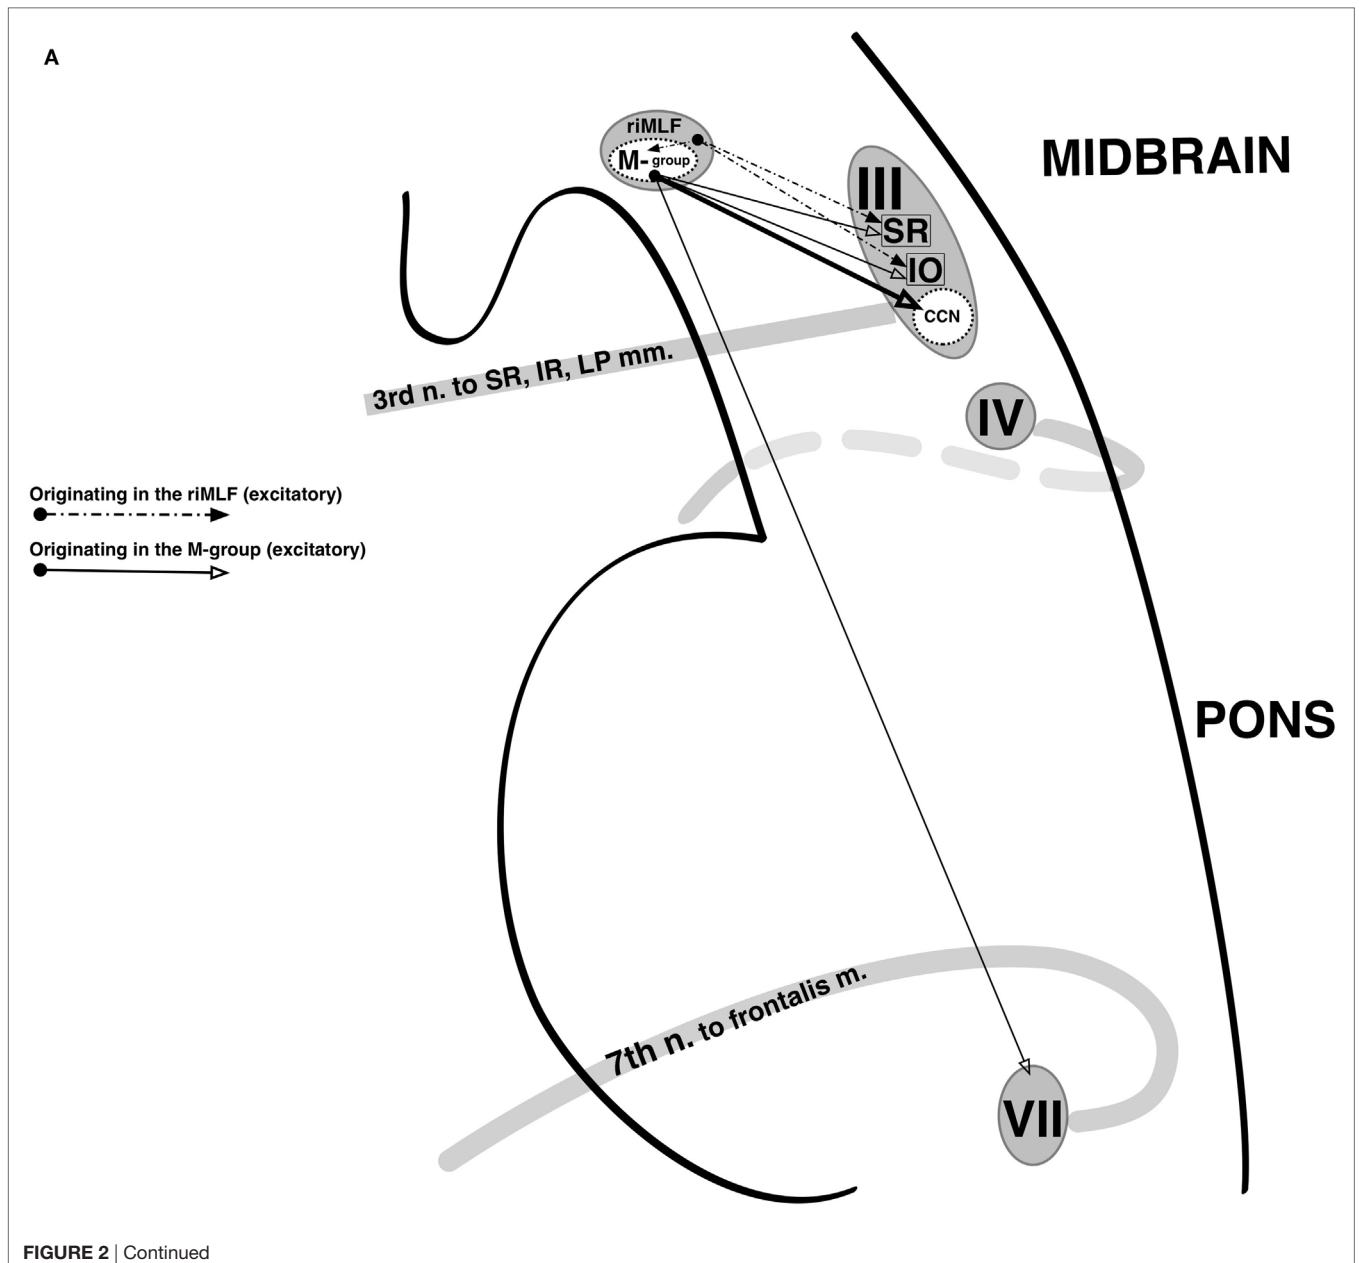 A
MIDBRAIN
riMLF
M- group
III
SR
IO
CCN
3rd n. to SR, IR, LP mm.
IV
Originating in the riMLF (excitatory)
Originating in the M-group (excitatory)
PONS
7th n. to frontalis m.
VII
FIGURE 2 | Continued